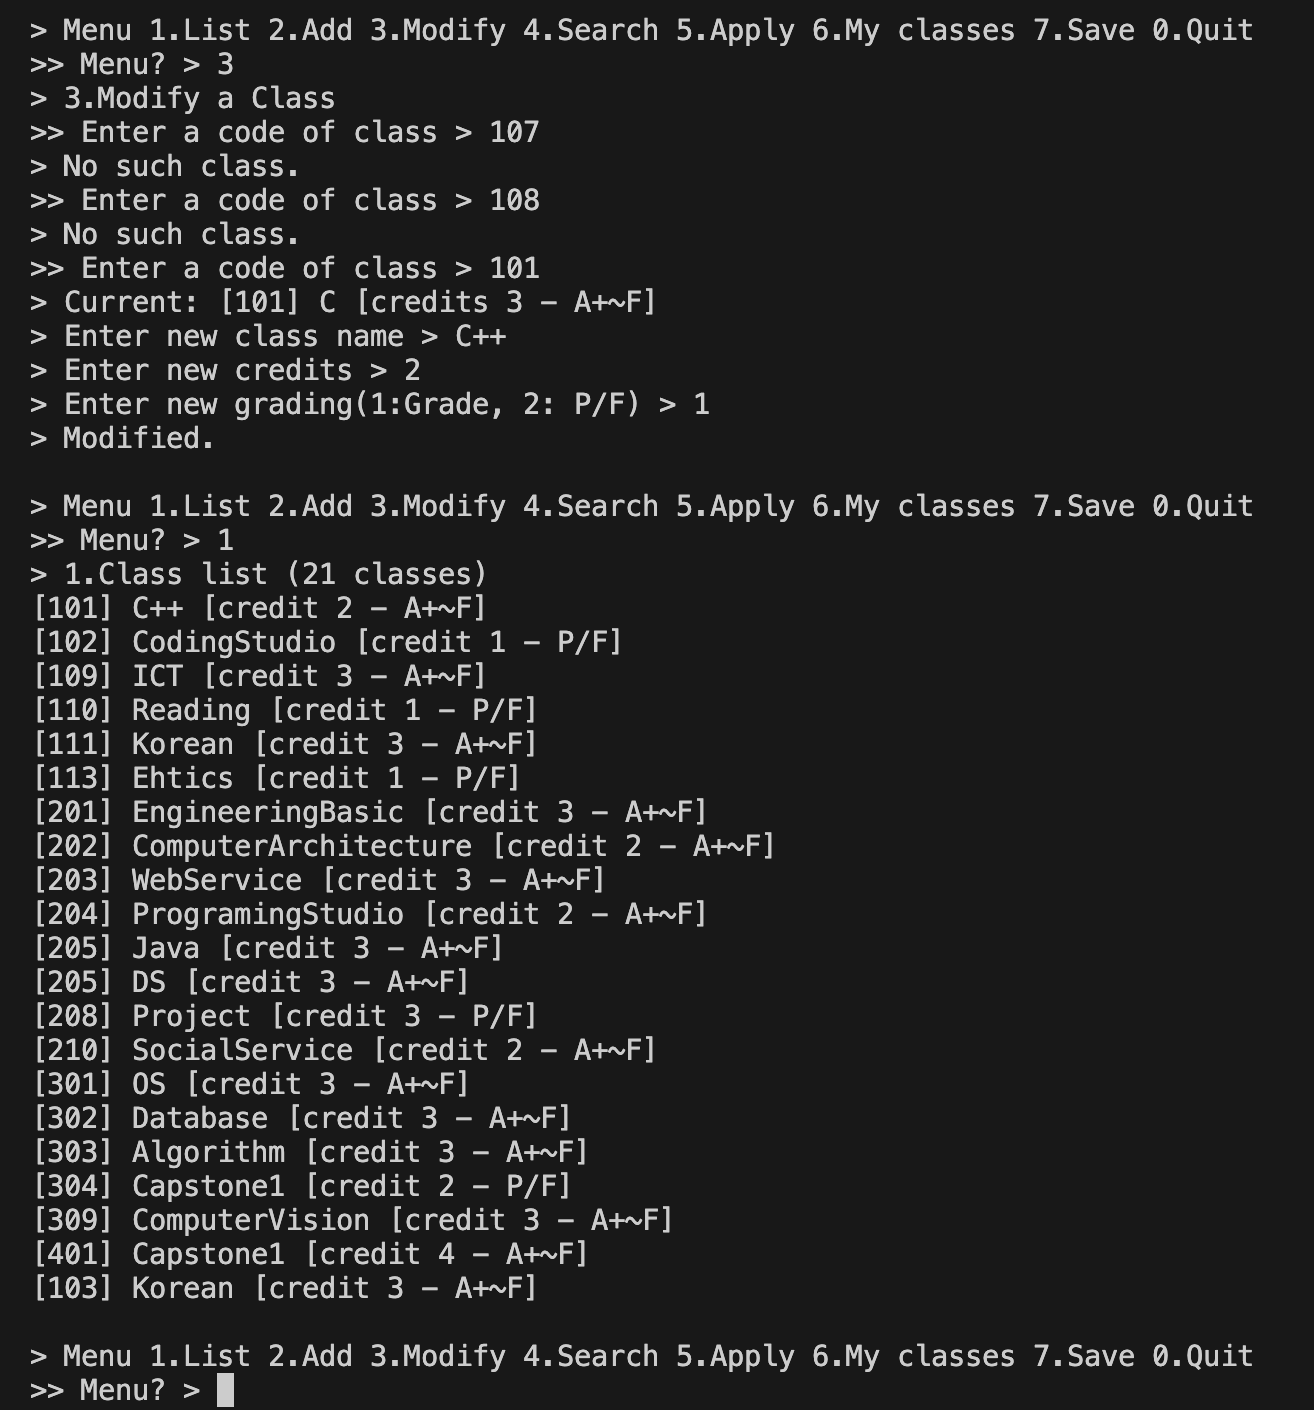 > Menu 1.List 2.Add 3.Modify 4.Search 5.Apply 6.My classes 7.Save 0.Quit
>> Menu? > 3
> 3.Modify a Class
>> Enter a code of class > 107
> No such class.
>> Enter a code of class > 108
> No such class.
>> Enter a code of class > 101
> Current: [101] C [credits 3 - A+~F]
> Enter new class name > C++
> Enter new credits > 2
> Enter new grading(1:Grade, 2: P/F) > 1
> Modified.
> Menu 1.List 2.Add 3.Modify 4.Search 5.Apply 6.My classes 7.Save 0.Quit
>> Menu? > 1
> 1.Class list (21 classes)
[101] C++ [credit 2 - A+~F]
[102] CodingStudio [credit 1 - P/F]
[109] ICT [credit 3 - A+~F]
[110] Reading [credit 1 - P/F]
[111] Korean [credit 3 - A+~F]
[113] Ehtics [credit 1 - P/F]
[201] EngineeringBasic [credit 3 - A+~F]
[202] ComputerArchitecture [credit 2 - A+~F]
[203] WebService [credit 3 - A+~F]
[204] ProgramingStudio [credit 2 - A+~F]
[205] Java [credit 3 - A+~F]
[205] DS [credit 3 - A+~F]
[208] Project [credit 3 - P/F]
[210] SocialService [credit 2 - A+~F]
[301] OS [credit 3 - A+~F]
[302] Database [credit 3 - A+~F]
[303] Algorithm [credit 3 - A+~F]
[304] Capstone1 [credit 2 - P/F]
[309] ComputerVision [credit 3 - A+~F]
[401] Capstone1 [credit 4 - A+~F]
[103] Korean [credit 3 - A+~F]
> Menu 1.List 2.Add 3.Modify 4.Search 5.Apply 6.My classes 7.Save 0.Quit
>> Menu? >